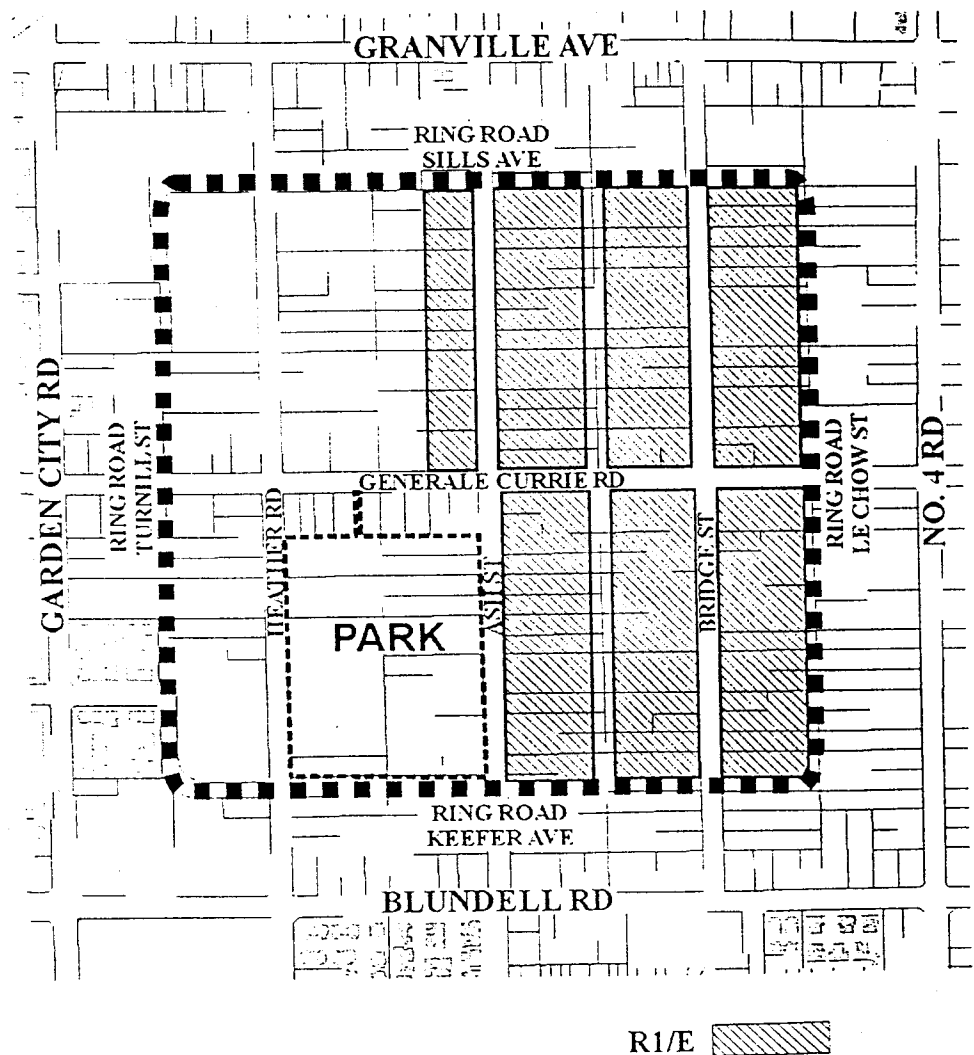 GRANVILLE AVE
RING ROAD
SILLS AVE
GARDEN CITY RD
RING ROAD
TURNILL ST
GENERALE CURRIE RD
RING ROAD
LE CHOW ST
NO. 4 RD
HEATHER RD
ASH ST
BRIDGE ST
PARK
RING ROAD
KEEFER AVE
BLUNDELL RD
R1/E